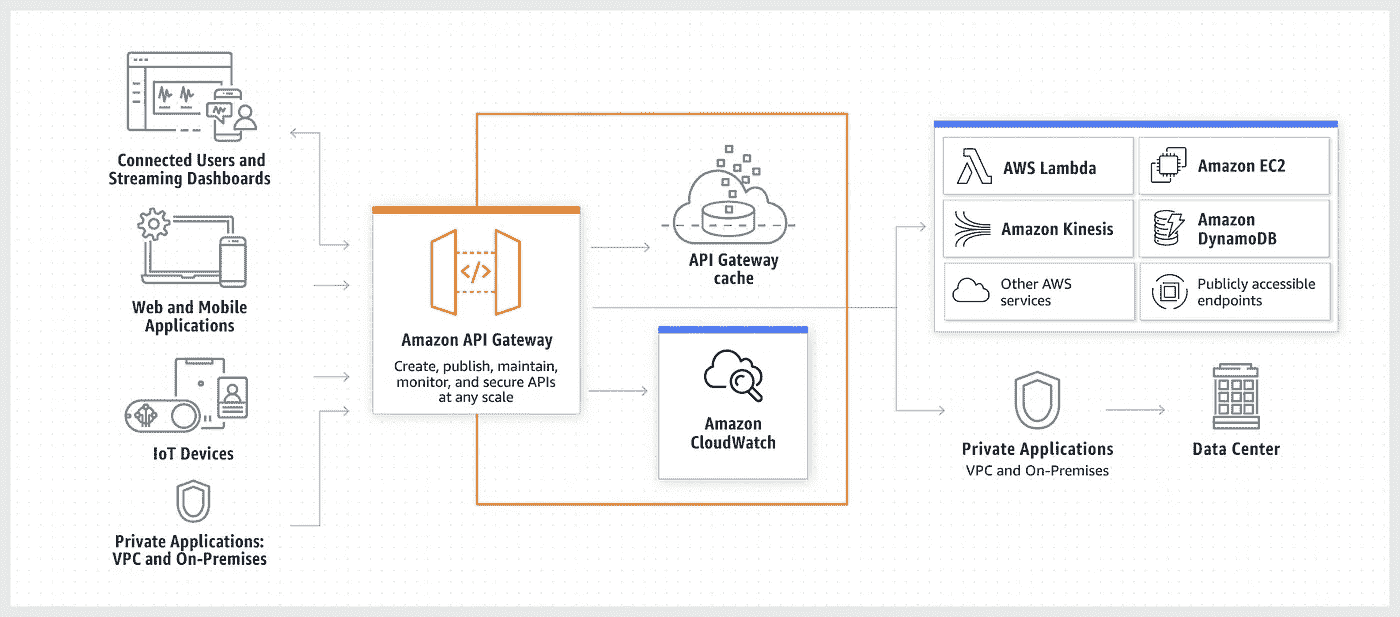 Connected Users and
Streaming Dashboards
Web and Mobile
Applications
IoT Devices
Private Applications:
VPC and On-Premises
</>
Amazon API Gateway
Create, publish, maintain,
monitor, and secure APIs
at any scale
API Gateway
cache
Amazon
CloudWatch
AWS Lambda
Amazon EC2
Amazon Kinesis
Amazon
DynamoDB
Other AWS
services
Publicly accessible
endpoints
Private Applications
VPC and On-Premises
Data Center